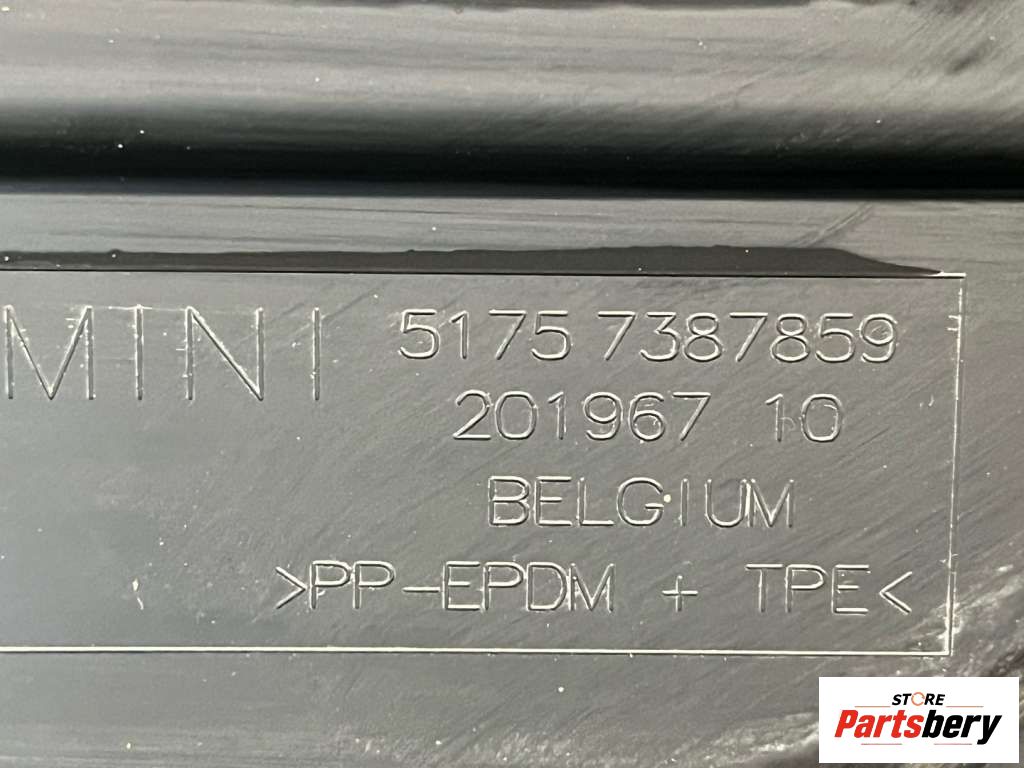 MINI 5175 7387859
201967 10
BELGIUM
>PP-EPDM + TPE<
STORE
Partsbery